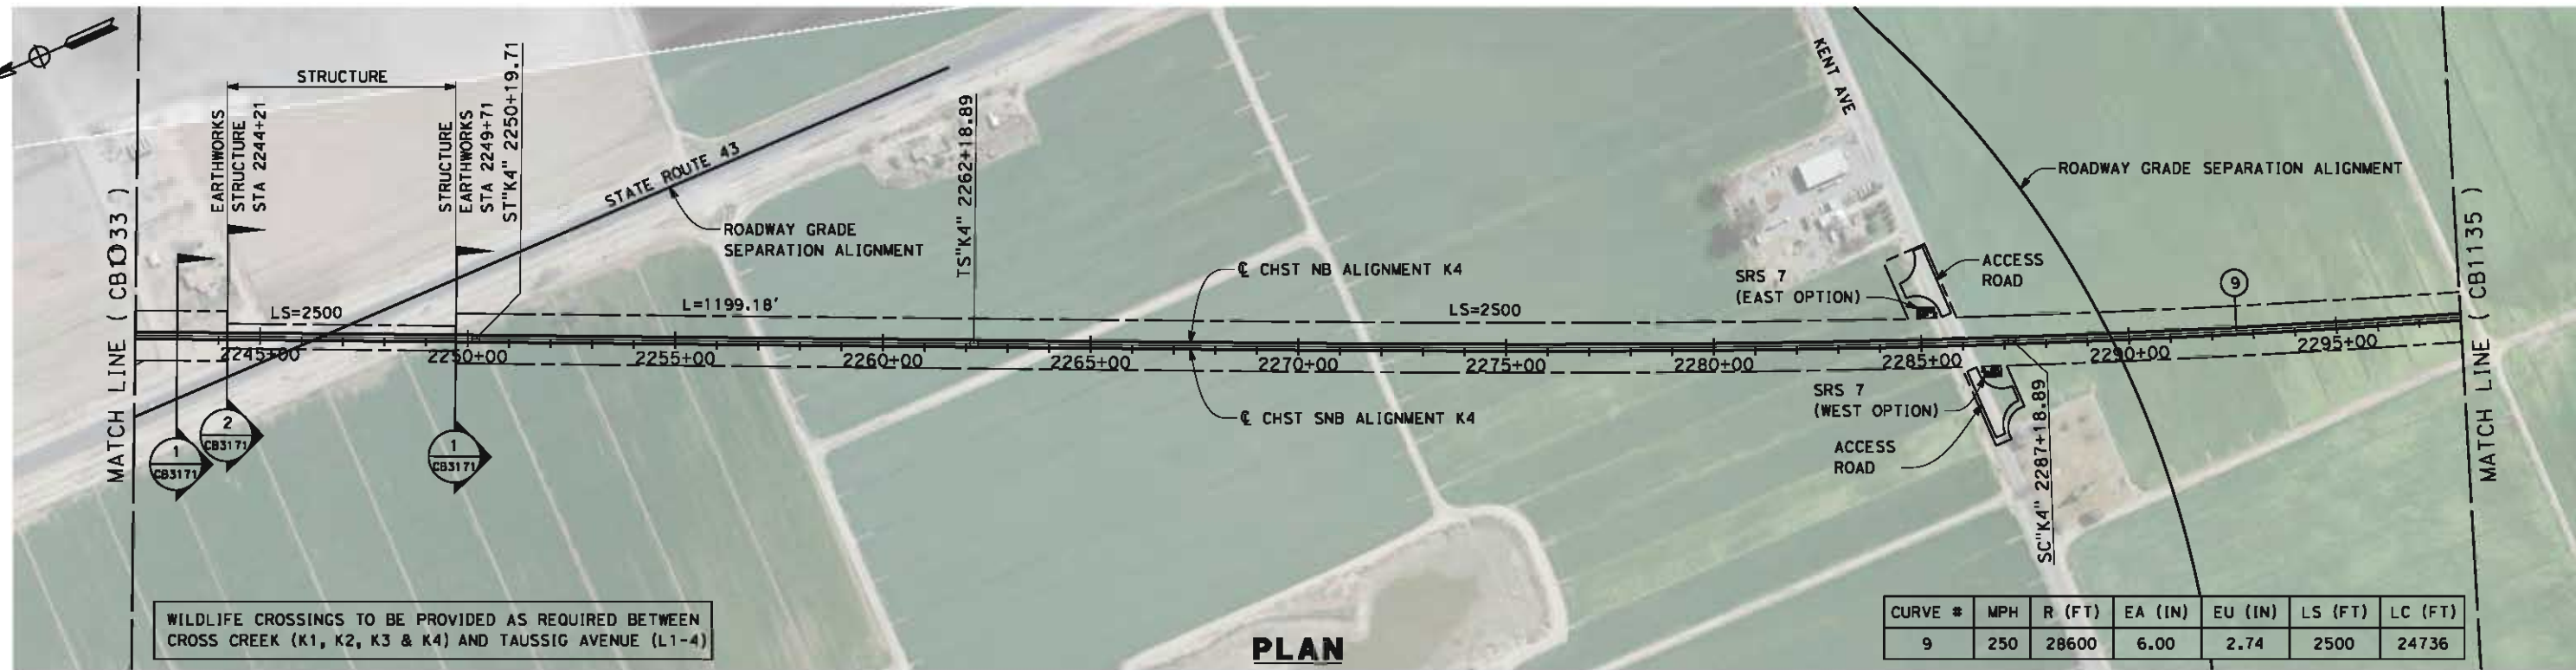 STRUCTURE
EARTHWORKS
STRUCTURE
STA 2244+21
STRUCTURE
EARTHWORKS
STA 2249+71
ST"K4" 2250+19.71
TS"K4" 2262+18.89
STATE ROUTE 43
ROADWAY GRADE
SEPARATION ALIGNMENT
KENT AVE
ROADWAY GRADE SEPARATION ALIGNMENT
℄ CHST NB ALIGNMENT K4
SRS 7
(EAST OPTION)
ACCESS
ROAD
9
LS=2500
L=1199.18'
LS=2500
2245+00
2250+00
2255+00
2260+00
2265+00
2270+00
2275+00
2280+00
2285+00
2290+00
2295+00
℄ CHST SNB ALIGNMENT K4
SRS 7
(WEST OPTION)
ACCESS
ROAD
SC"K4" 2287+18.89
1
CB3171
2
CB3171
1
CB3171
MATCH LINE (CB1135)
WILDLIFE CROSSINGS TO BE PROVIDED AS REQUIRED BETWEEN
CROSS CREEK (K1, K2, K3 & K4) AND TAUSSIG AVENUE (L1-4)
PLAN
CURVE # MPH R (FT) EA (IN) EU (IN) LS (FT) LC (FT)
9 250 28600 6.00 2.74 2500 24736
MATCH LINE